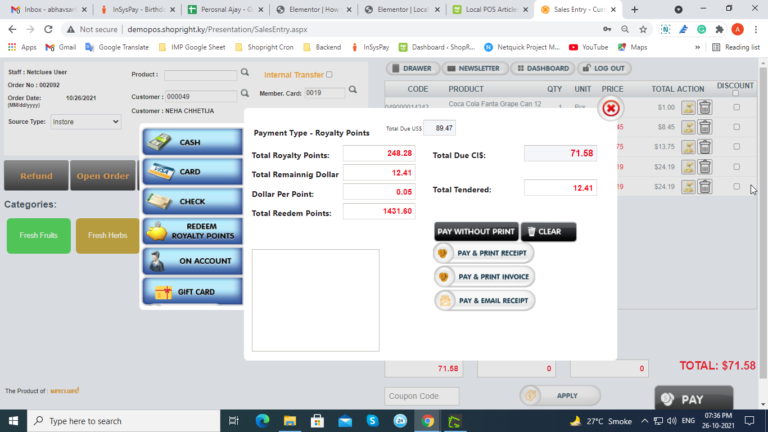 Inbox - abhavsar
InSysPay -
Perosnal Ajay - G
Elementor | How
Elementor | Local
Local POS Article
Sales Entry - Cus
Not secure | demopos.shopright.ky/Presentation/SalesEntry.aspx
Apps Gmail Google Translate IMP Google Sheet Shopright Cron Backend InSysPay Dashboard - ShopR... Netquick Project M... YouTube Maps » Reading list
Staff : Netclues User
Order No : 002092
Order Date: 10/26/2021
(MM/dd/yyyy)
Source Type: Instore
Product :
Customer : 000049
Customer : NEHA CHHETIJA
Internal Transfer
Member. Card: 0019
DRAWER NEWSLETTER DASHBOARD LOG OUT
CODE PRODUCT QTY UNIT PRICE TOTAL ACTION DISCOUNT
Coca Cola Fanta Grape Can 12
$1.00
$8.45
$13.75
$24.19
$24.19
Refund Open Order
Categories:
Fresh Fruits Fresh Herbs
CASH
CARD
CHECK
REDEEM ROYALTY POINTS
ON ACCOUNT
GIFT CARD
Payment Type - Royalty Points Total Due US$ 89.47
Total Royalty Points: 248.28 Total Due CI$: 71.58
Total Remainnig Dollar 12.41
Dollar Per Point: 0.05 Total Tendered: 12.41
Total Reedem Points: 1431.60
PAY WITHOUT PRINT CLEAR
PAY & PRINT RECEIPT
PAY & PRINT INVOICE
PAY & EMAIL RECEIPT
71.58 0 0 TOTAL: $71.58
Coupon Code APPLY PAY
The Product of : netclues!
Type here to search
27°C Smoke ENG 07:36 PM 26-10-2021